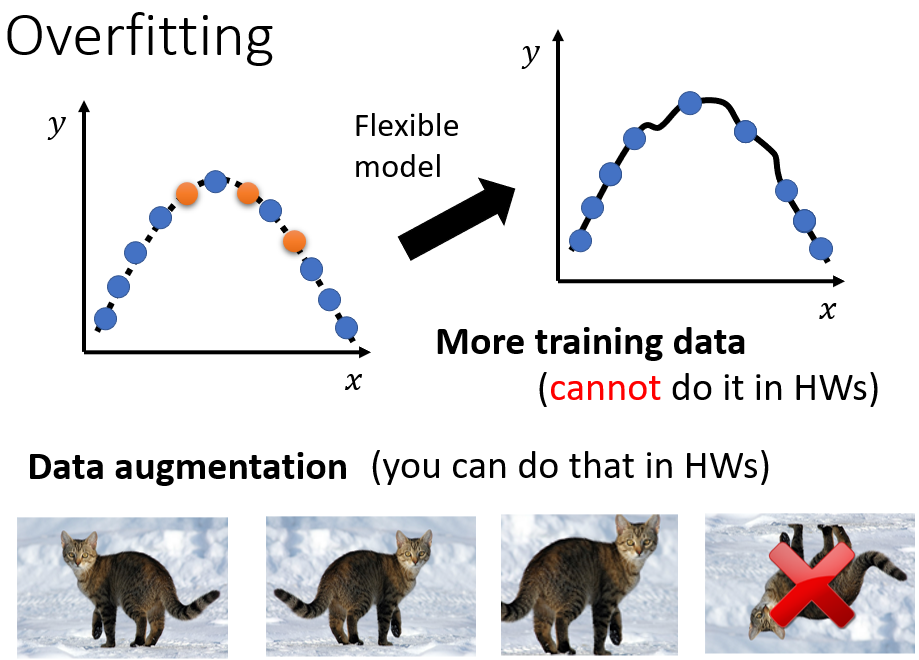 Overfitting
y
x
Flexible
model
y
x
More training data
(cannot do it in HWs)
Data augmentation (you can do that in HWs)